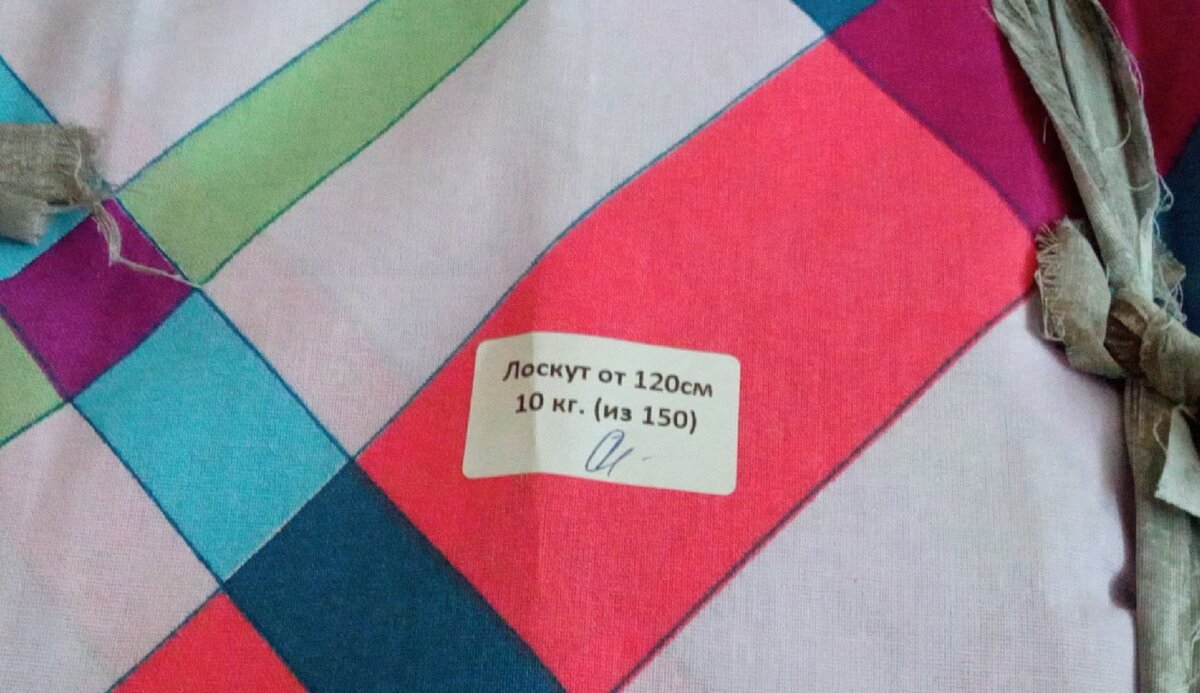 Лоскут от 120см
10 кг. (из 150)